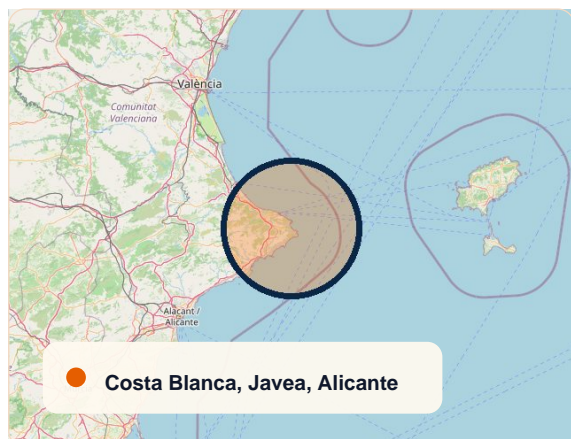 València
Comunitat
Valenciana
Alacant /
Alicante
Costa Blanca, Javea, Alicante